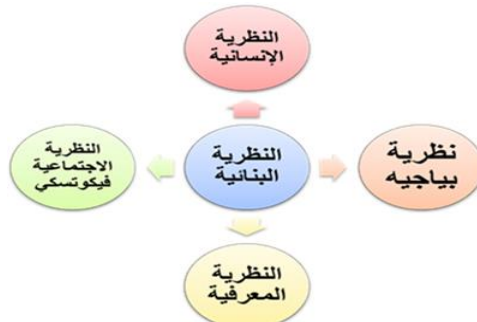 النظرية
الإنسانية
نظرية
بياجيه
النظرية
البنائية
النظرية
الاجتماعية
فيكوتسكي
النظرية
المعرفية